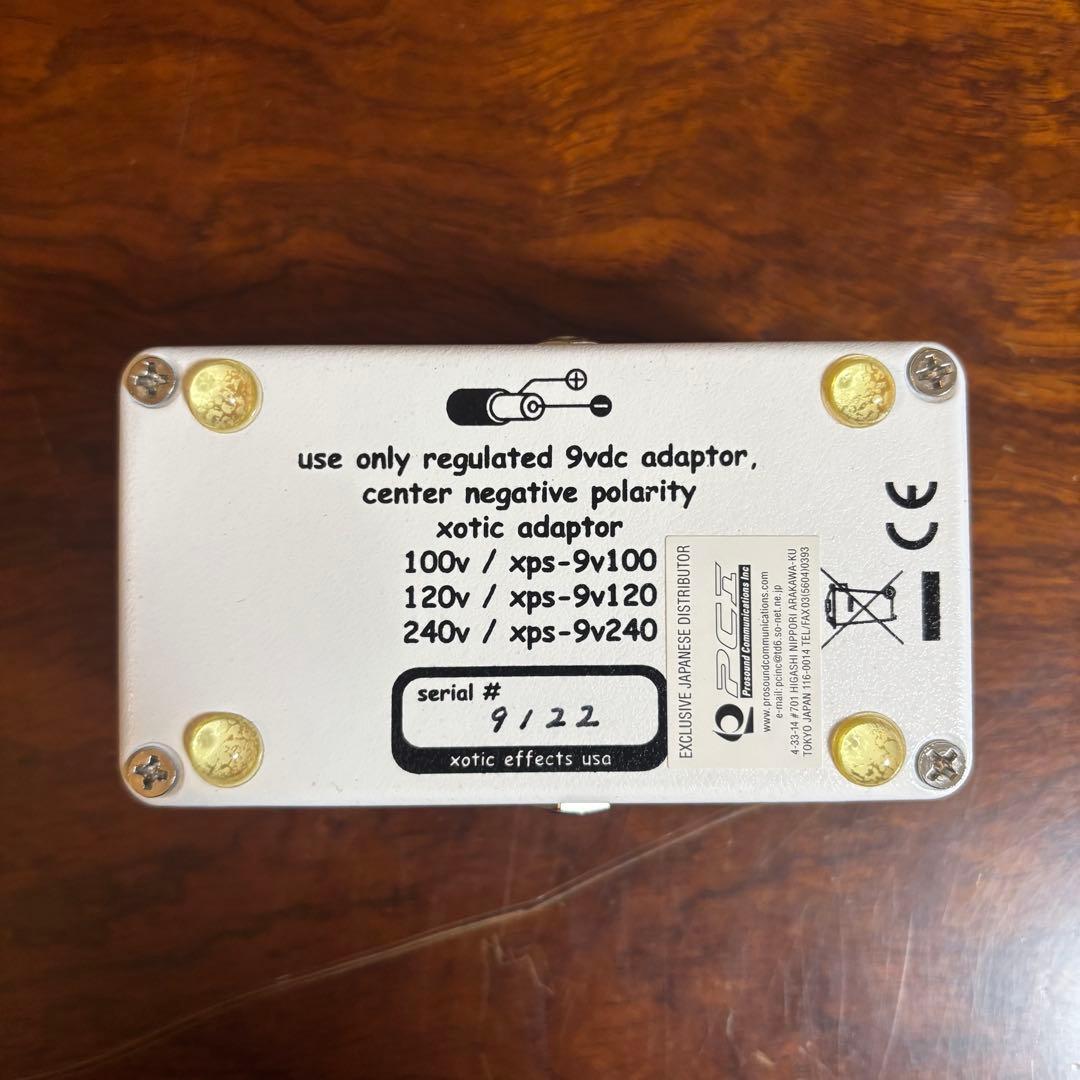 use only regulated 9vdc adaptor,
center negative polarity
xotic adaptor
100v / xps-9v100
120v / xps-9v120
240v / xps-9v240
serial #
9122
xotic effects usa
EXCLUSIVE JAPANESE DISTRIBUTOR
PCI
Prosound Communications Inc
www.prosoundcommunications.com
e-mail: pcinc@td6.so-net.ne.jp
4-33-14 #701 HIGASHI NIPPORI ARAKAWA-KU
TOKYO JAPAN 116-0014 TEL/FAX03(5604)0393
CE